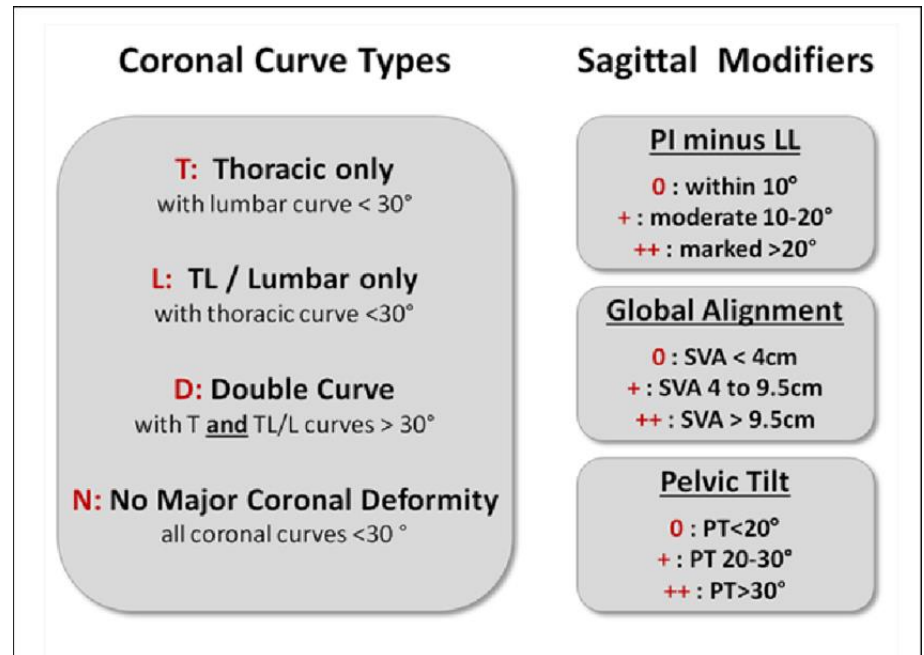 Coronal Curve Types
T: Thoracic only
with lumbar curve < 30°
L: TL / Lumbar only
with thoracic curve <30°
D: Double Curve
with T and TL/L curves > 30°
N: No Major Coronal Deformity
all coronal curves <30 °
Sagittal Modifiers
PI minus LL
0 : within 10°
+ : moderate 10-20°
++ : marked >20°
Global Alignment
0 : SVA < 4cm
+ : SVA 4 to 9.5cm
++ : SVA > 9.5cm
Pelvic Tilt
0 : PT<20°
+ : PT 20-30°
++ : PT>30°